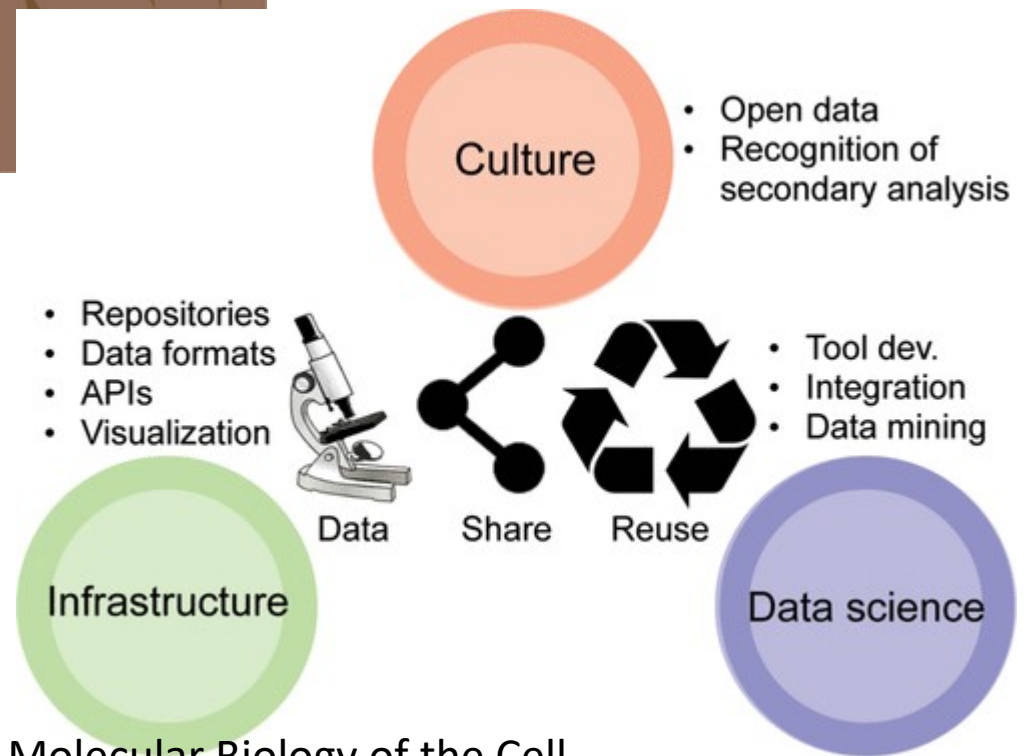 Culture
• Open data
• Recognition of
secondary analysis
• Repositories
• Data formats
• APIs
• Visualization
• Tool dev.
• Integration
• Data mining
Data
Share
Reuse
Infrastructure
Data science
Molecular Biology of the Cell